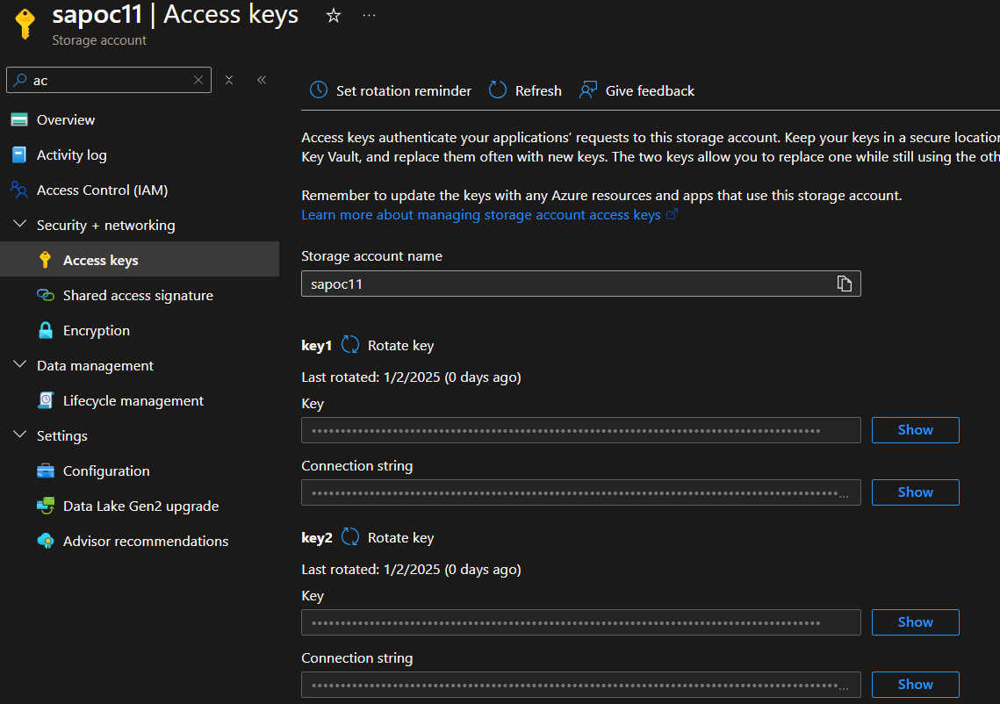 sapoc11 | Access keys
Storage account
ac
Overview
Activity log
Access Control (IAM)
Security + networking
Access keys
Shared access signature
Encryption
Data management
Lifecycle management
Settings
Configuration
Data Lake Gen2 upgrade
Advisor recommendations
Set rotation reminder
Refresh
Give feedback
Access keys authenticate your applications’ requests to this storage account. Keep your keys in a secure location
Key Vault, and replace them often with new keys. The two keys allow you to replace one while still using the oth
Remember to update the keys with any Azure resources and apps that use this storage account.
Learn more about managing storage account access keys
Storage account name
sapoc11
key1 Rotate key
Last rotated: 1/2/2025 (0 days ago)
Key
Show
Connection string
Show
key2 Rotate key
Last rotated: 1/2/2025 (0 days ago)
Key
Show
Connection string
Show